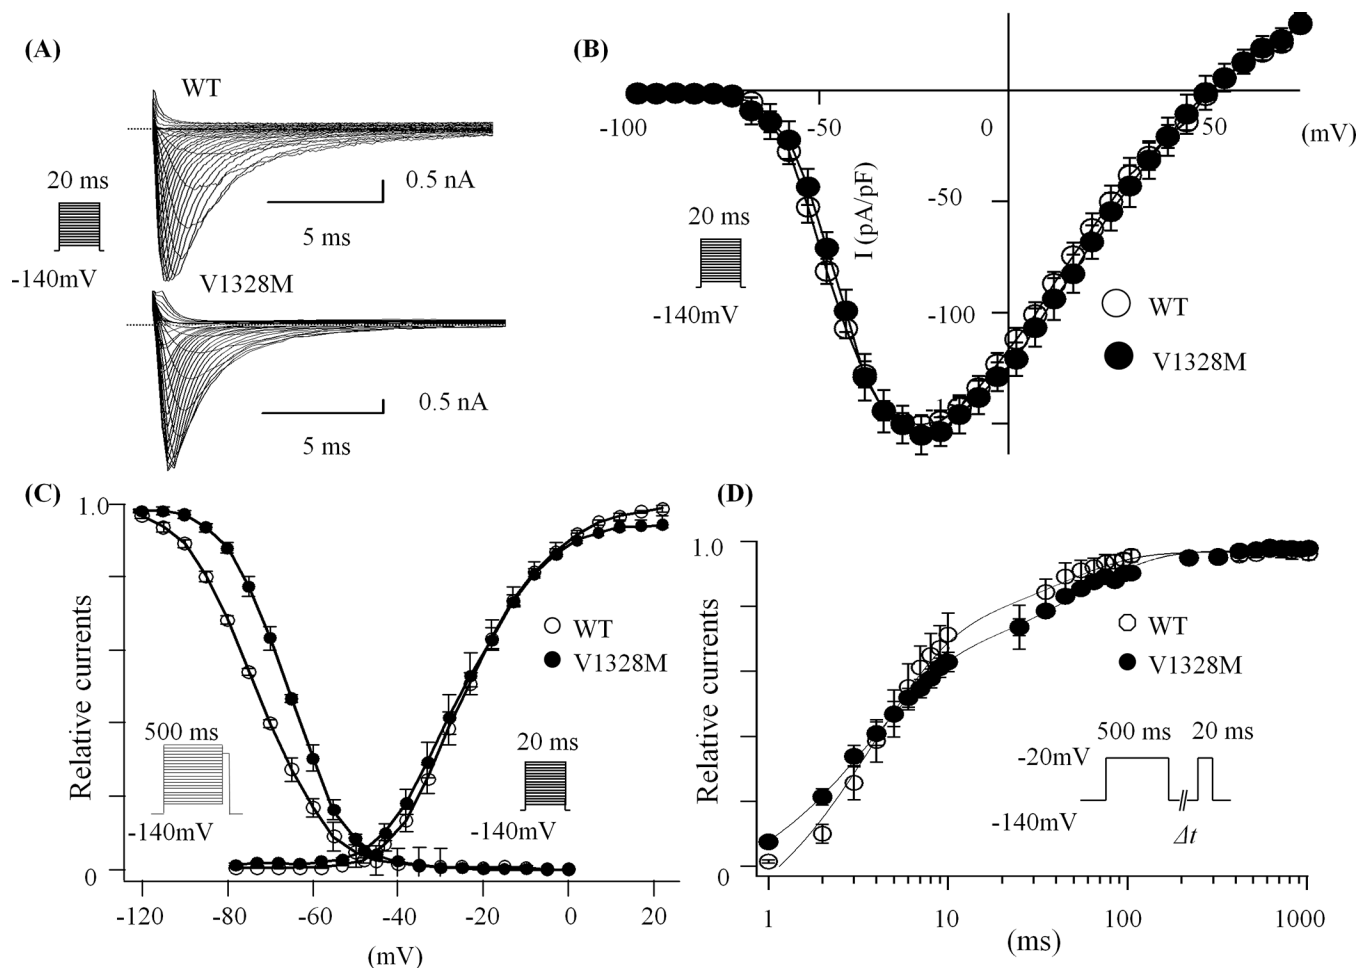 (A)
WT
20 ms
-140mV
0.5 nA
5 ms
V1328M
0.5 nA
5 ms
(B)
-100
-50
0
50
(mV)
I (pA/pF)
-50
-100
20 ms
-140mV
WT
V1328M
(C)
Relative currents
1.0
0
500 ms
-140mV
WT
V1328M
20 ms
-140mV
-120
-80
-60
-40
0
20
(mV)
(D)
Relative currents
1.0
0
WT
V1328M
500 ms
20 ms
-20mV
-140mV
Δt
1
10
100
1000
(ms)